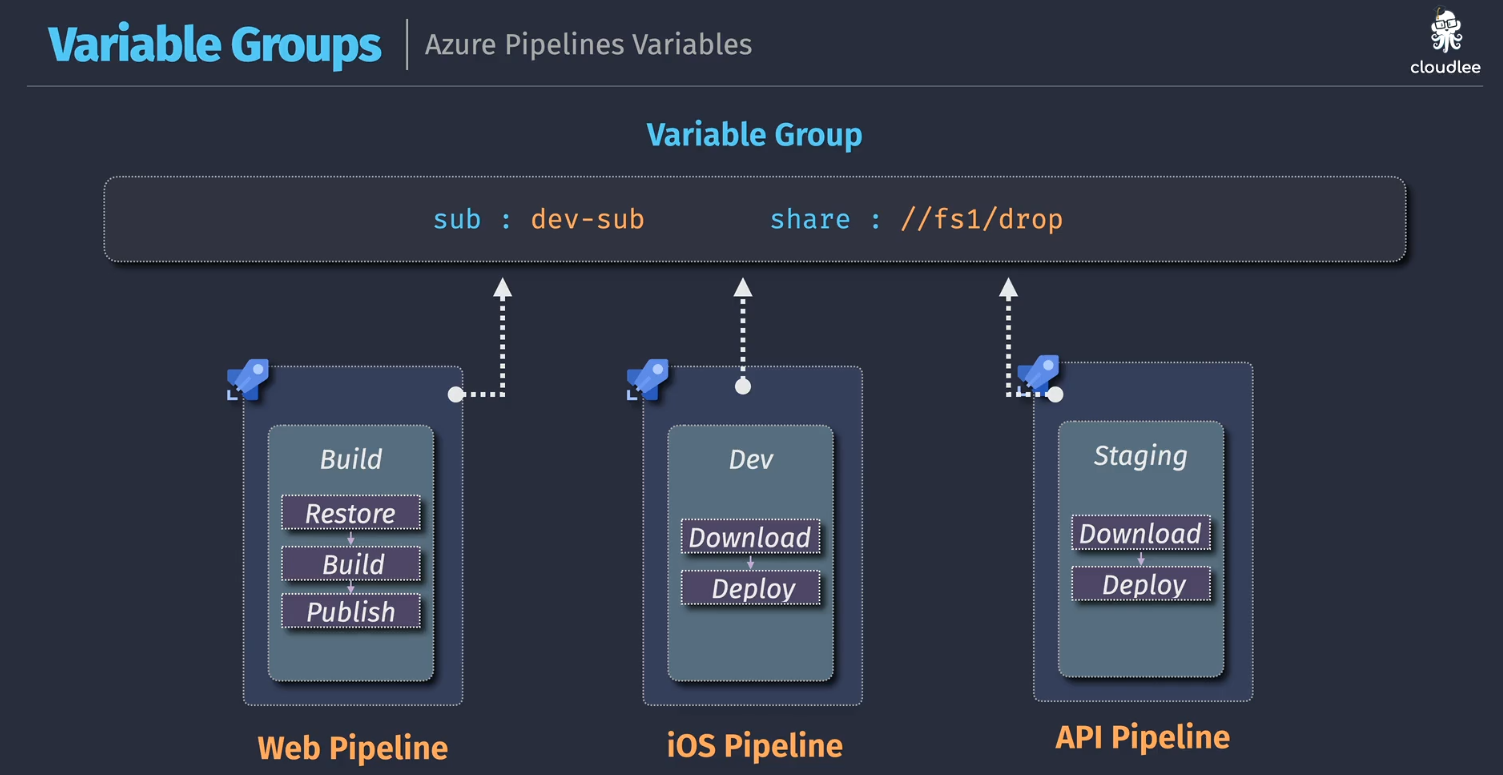 Variable Groups
Azure Pipelines Variables
cloudlee
Variable Group
sub : dev-sub
share : //fs1/drop
Build
Restore
Build
Publish
Web Pipeline
Dev
Download
Deploy
iOS Pipeline
Staging
Download
Deploy
API Pipeline